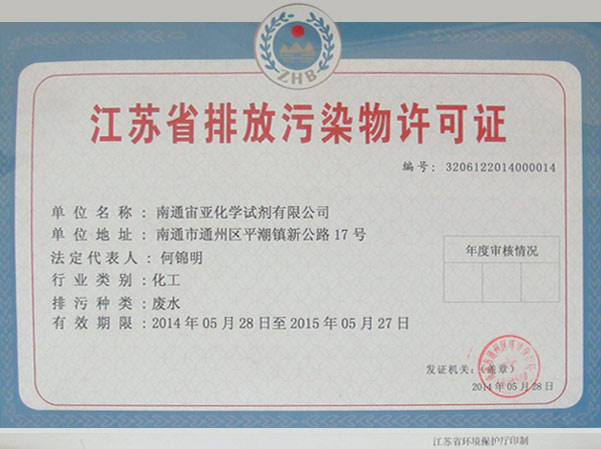 ZHB
江苏省排放污染物许可证
编号: 3206122014000014
单位名称: 南通宙亚化学试剂有限公司
单位地址: 南通市通州区平潮镇新公路17号
法定代表人: 何锦明
行业类别: 化工
排污种类: 废水
有效期限: 2014年05月28日至2015年05月27日
年度审核情况
发证机关: (盖章)
2014年05月28日
江苏省环境保护厅印制